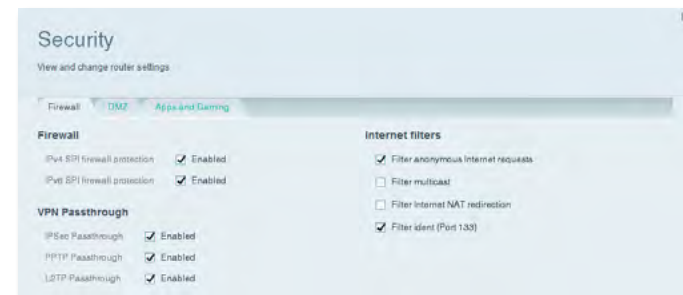 Security
View and change router settings
Firewall
DMZ
Apps and Gaming
Firewall
IPv4 SPI firewall protection
Enabled
IPv6 SPI firewall protection
Enabled
VPN Passthrough
IPSec Passthrough
Enabled
PPTP Passthrough
Enabled
L2TP Passthrough
Enabled
Internet filters
Filter anonymous Internet requests
Filter multicast
Filter Internet NAT redirection
Filter ident (Port 133)